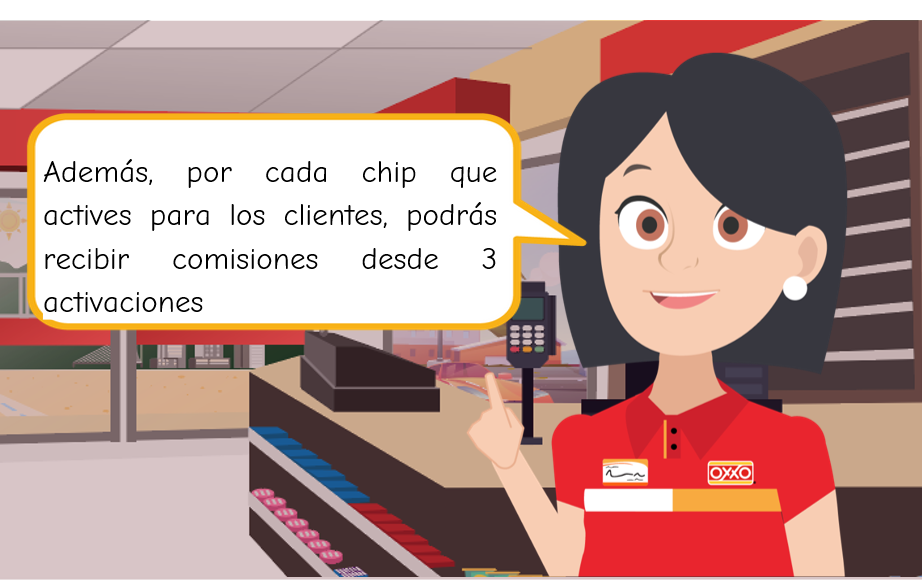 Además, por cada chip que
actives para los clientes, podrás
recibir comisiones desde 3
activaciones
OXXO